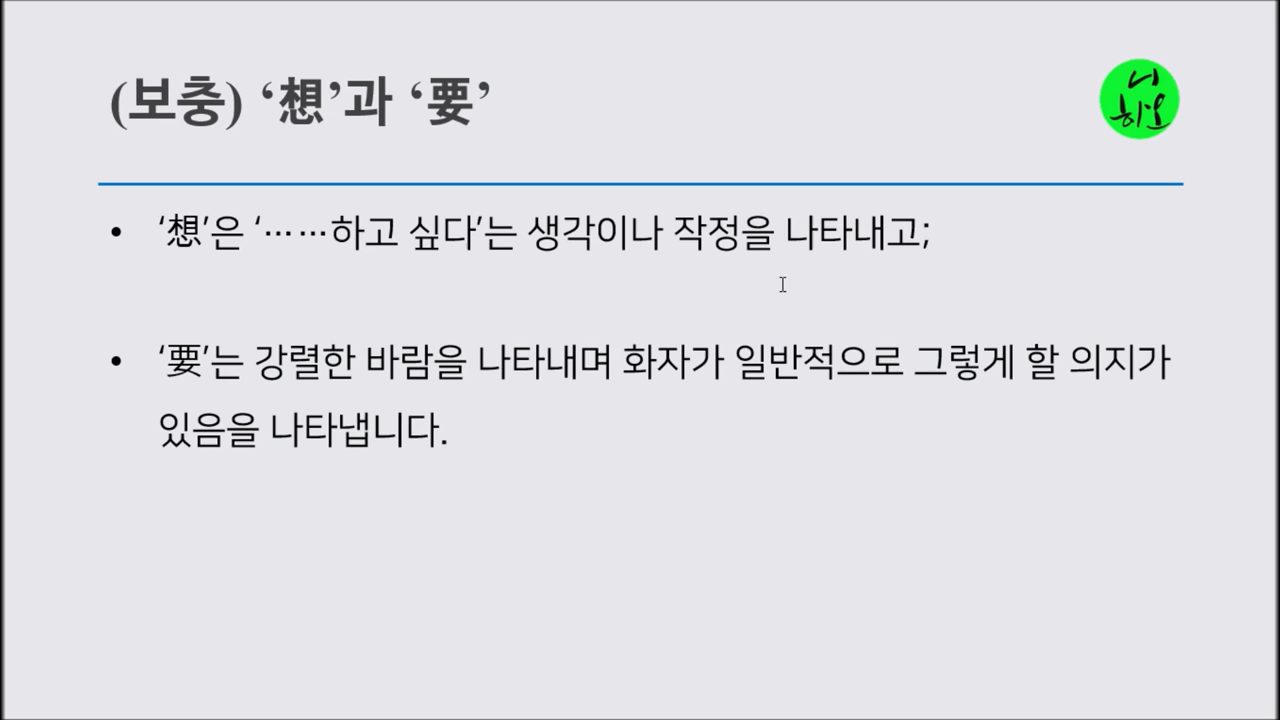 (보충) ‘想’과 ‘要’
니
하오
• ‘想’은 ‘⋯⋯하고 싶다’는 생각이나 작정을 나타내고;
• ‘要’는 강렬한 바람을 나타내며 화자가 일반적으로 그렇게 할 의지가
있음을 나타냅니다.